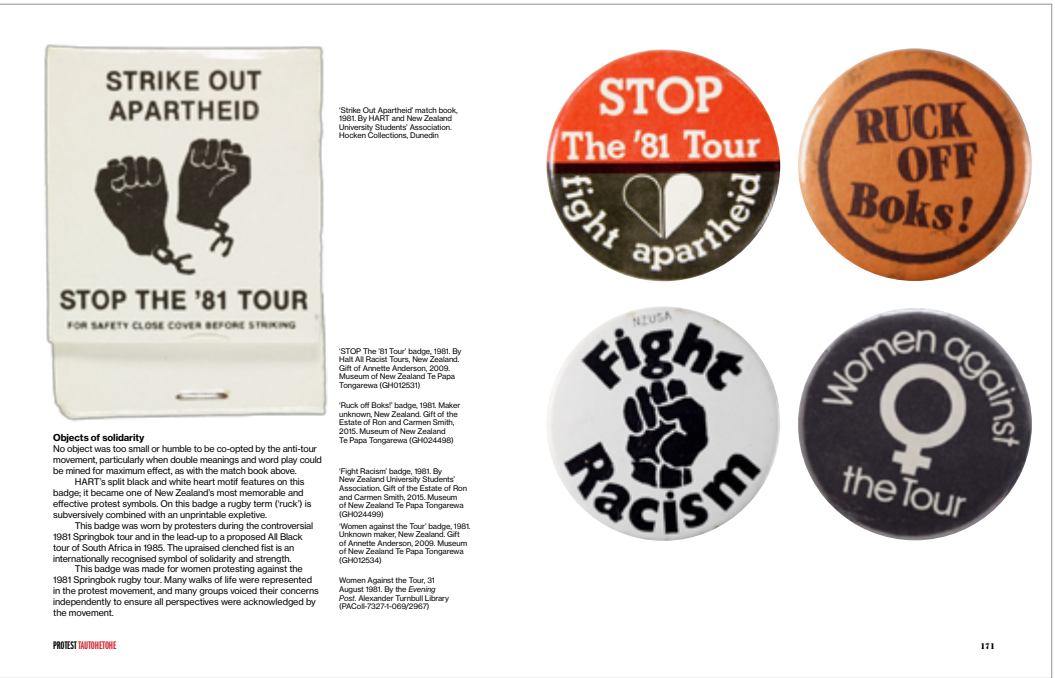 STRIKE OUT
APARTHEID
STOP THE '81 TOUR
FOR SAFETY CLOSE COVER BEFORE STRIKING
Objects of solidarity
No object was too small or humble to be co-opted by the anti-tour
movement, particularly when double meanings and word play could
be mined for maximum effect, as with the match book above.
HART's split black and white heart motif features on this
badge; it became one of New Zealand's most memorable and
effective protest symbols. On this badge a rugby term ('ruck') is
subversively combined with an unprintable expletive.
This badge was worn by protesters during the controversial
1981 Springbok tour and in the lead-up to a proposed All Black
tour of South Africa in 1985. The upraised clenched fist is an
internationally recognised symbol of solidarity and strength.
This badge was made for women protesting against the
1981 Springbok rugby tour. Many walks of life were represented
in the protest movement, and many groups voiced their concerns
independently to ensure all perspectives were acknowledged by
the movement.
'Strike Out Apartheid' match book,
1981. By HART and New Zealand
University Students' Association.
Hocken Collections, Dunedin
'STOP The '81 Tour' badge, 1981. By
Halt All Racist Tours, New Zealand.
Gift of Annette Anderson, 2009.
Museum of New Zealand Te Papa
Tongarewa (GH012531)
'Ruck off Boks!' badge, 1981. Maker
unknown, New Zealand. Gift of the
Estate of Ron and Carmen Smith,
2015. Museum of New Zealand
Te Papa Tongarewa (GH024498)
'Fight Racism' badge, 1981. By
New Zealand University Students'
Association. Gift of the Estate of Ron
and Carmen Smith, 2015. Museum
of New Zealand Te Papa Tongarewa
(GH024499)
'Women against the Tour' badge, 1981.
Unknown maker, New Zealand. Gift
of Annette Anderson, 2009. Museum
of New Zealand Te Papa Tongarewa
(GH012534)
Women Against the Tour, 31
August 1981. By the Evening
Post. Alexander Turnbull Library
(PAColl-7327-1-069/2967)
STOP
The '81 Tour
fight apartheid
RUCK
OFF
Boks!
NZUSA
Fight
Racism
Women against
the Tour
PROTEST TAUTOHETOHE
171